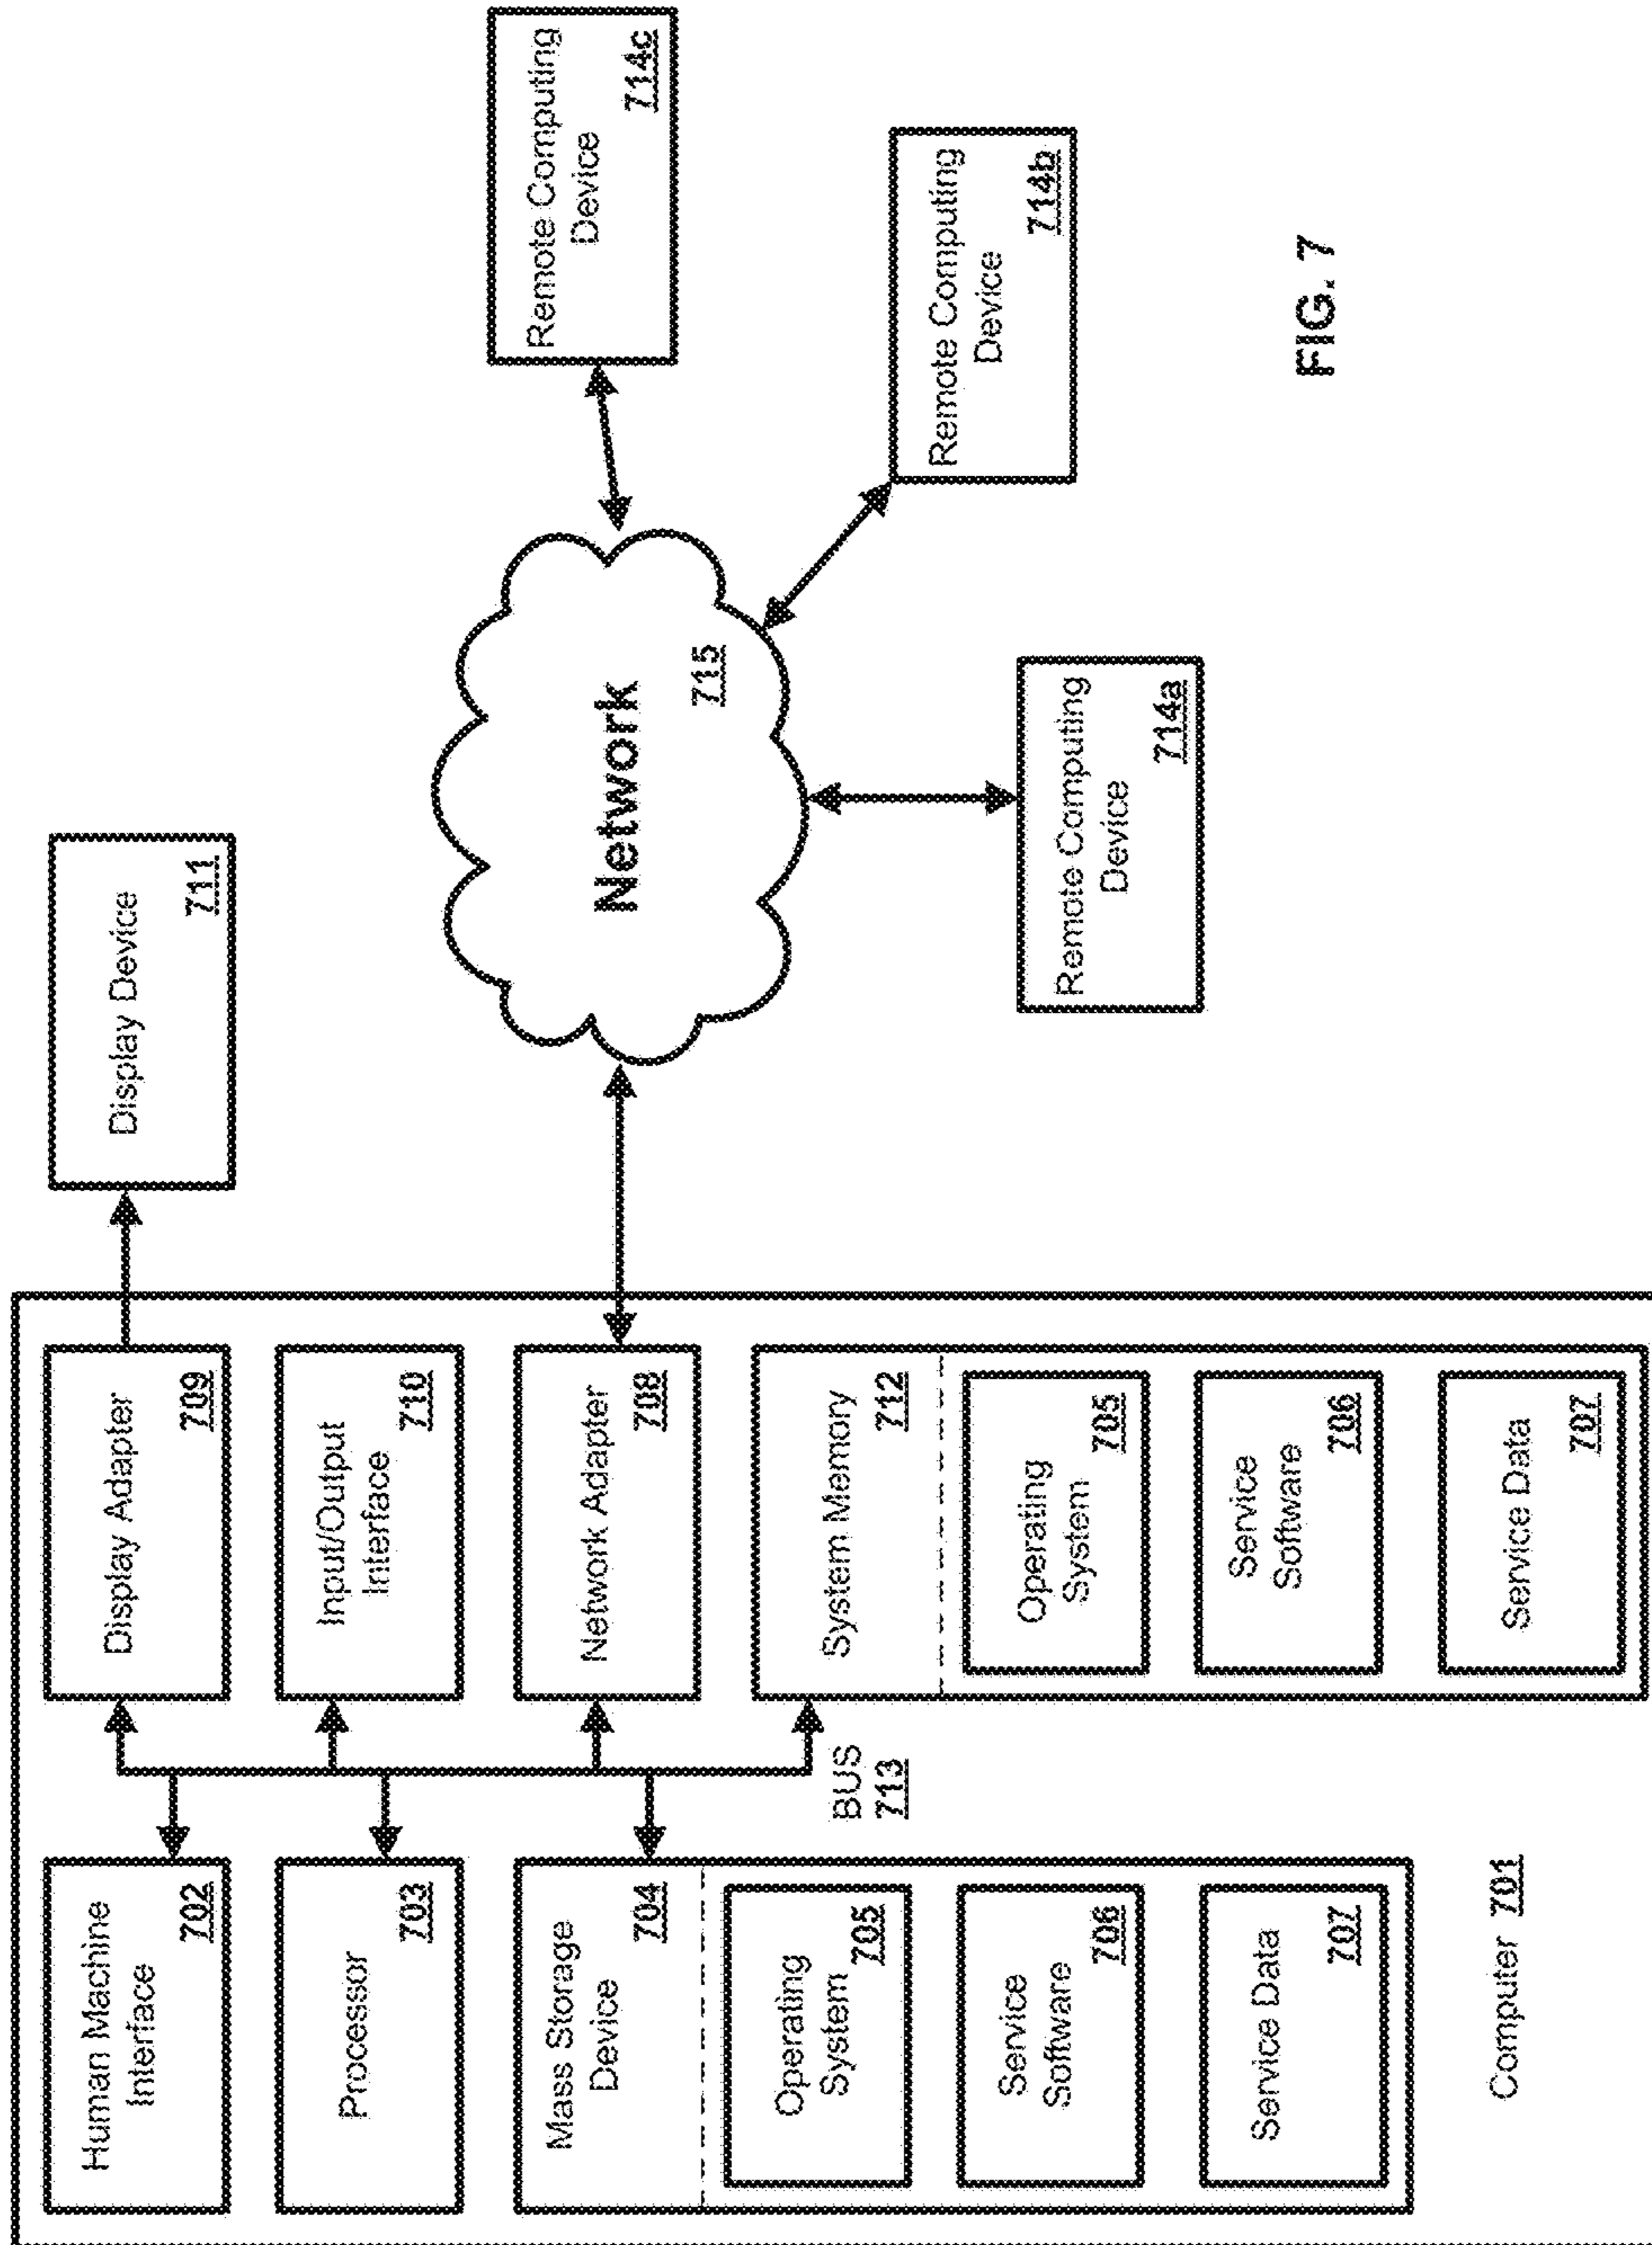 Human Machine
Interface
702
Processor
703
Mass Storage
Device
704
Operating
System
705
Service
Software
706
Service Data
707
Computer 701
BUS
713
Display Adapter
709
Input/Output
Interface
710
Network Adapter
708
System Memory
712
Operating
System
705
Service
Software
706
Service Data
707
Display Device
711
Network
715
Remote Computing
Device
714a
Remote Computing
Device
714b
Remote Computing
Device
714c
FIG. 7